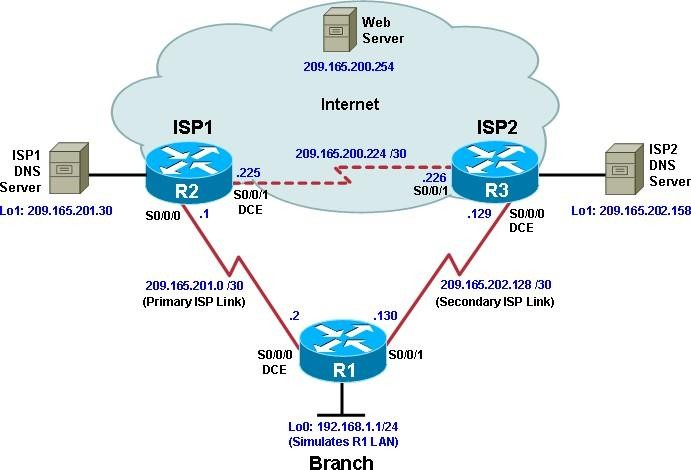 Web
Server
209.165.200.254
Internet
ISP1
ISP2
ISP1
DNS
Server
Lo1: 209.165.201.30
R2
.225
S0/0/1
DCE
209.165.200.224 /30
.226
S0/0/1
R3
ISP2
DNS
Server
Lo1: 209.165.202.158
S0/0/0
.1
.129
S0/0/0
DCE
209.165.201.0 /30
(Primary ISP Link)
209.165.202.128 /30
(Secondary ISP Link)
.2
.130
S0/0/0
DCE
S0/0/1
R1
Lo0: 192.168.1.1/24
(Simulates R1 LAN)
Branch